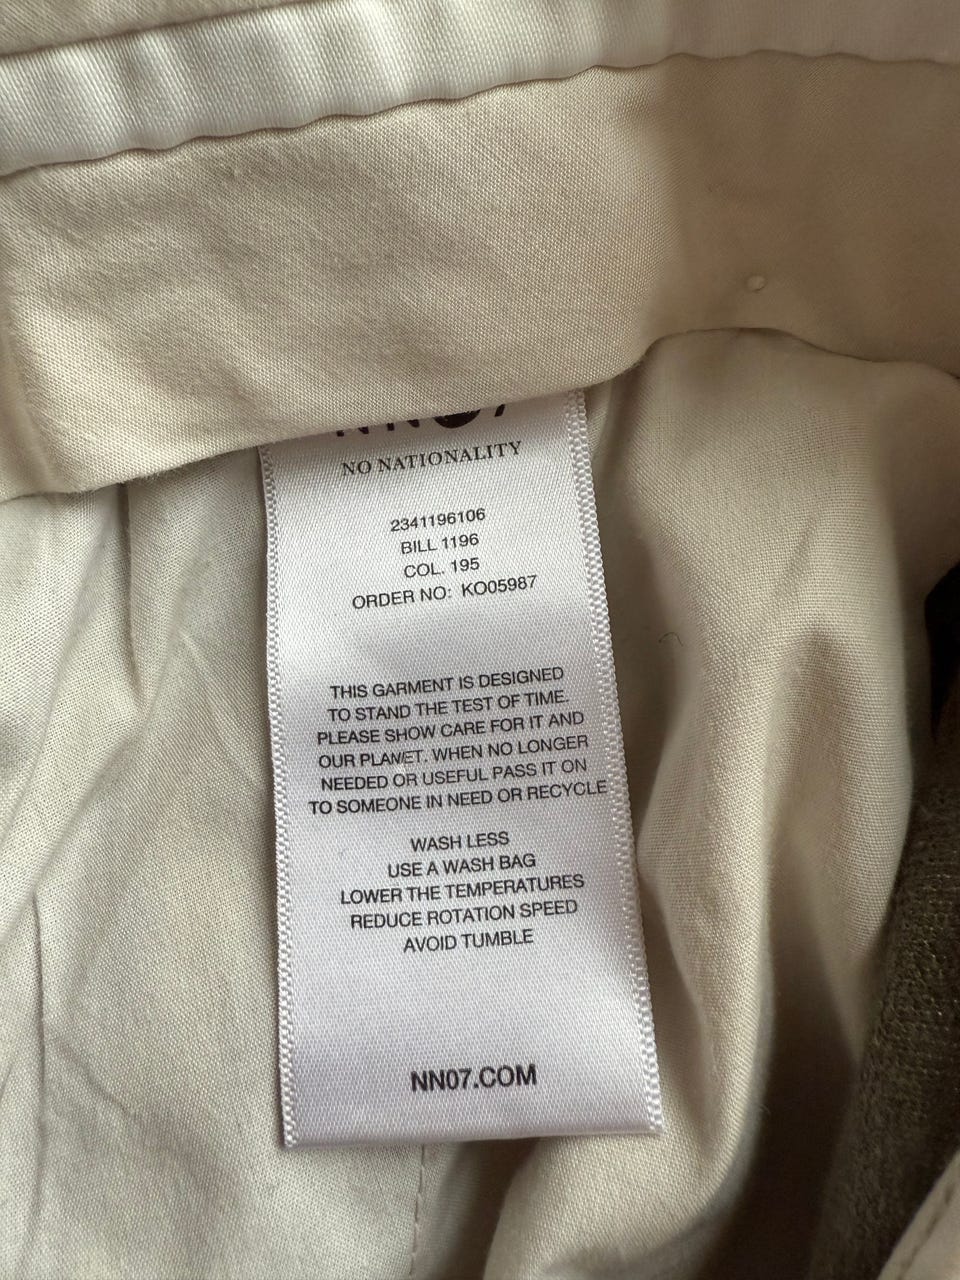 NN07
NO NATIONALITY
2341196106
BILL 1196
COL. 195
ORDER NO: KO05987
THIS GARMENT IS DESIGNED
TO STAND THE TEST OF TIME.
PLEASE SHOW CARE FOR IT AND
OUR PLANET. WHEN NO LONGER
NEEDED OR USEFUL PASS IT ON
TO SOMEONE IN NEED OR RECYCLE
WASH LESS
USE A WASH BAG
LOWER THE TEMPERATURES
REDUCE ROTATION SPEED
AVOID TUMBLE
NN07.COM